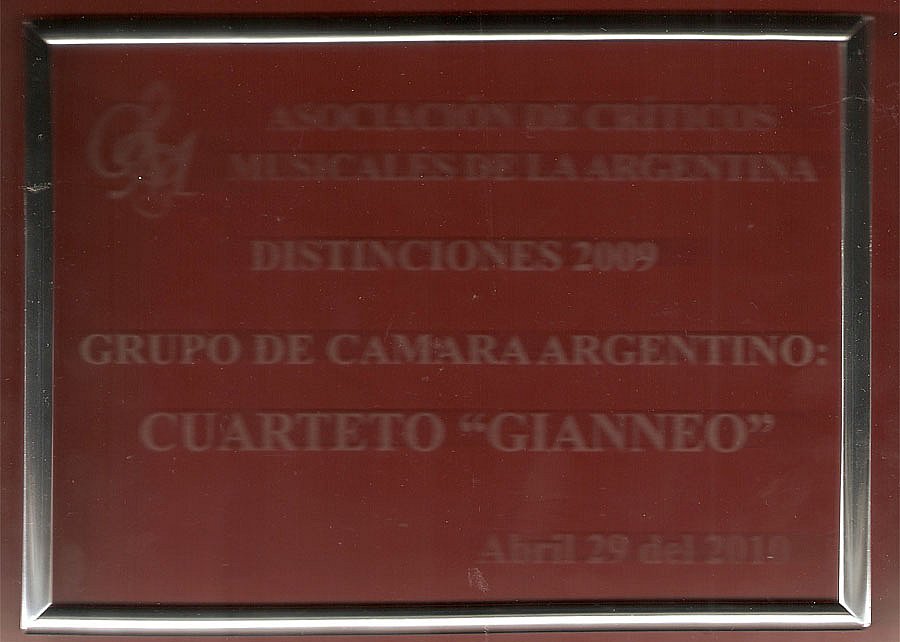 ASOCIACIÓN DE CRÍTICOS
MUSICALES DE LA ARGENTINA
DISTINCIONES 2009
GRUPO DE CAMARA ARGENTINO:
CUARTETO “GIANNEO”
Abril 29 del 2010